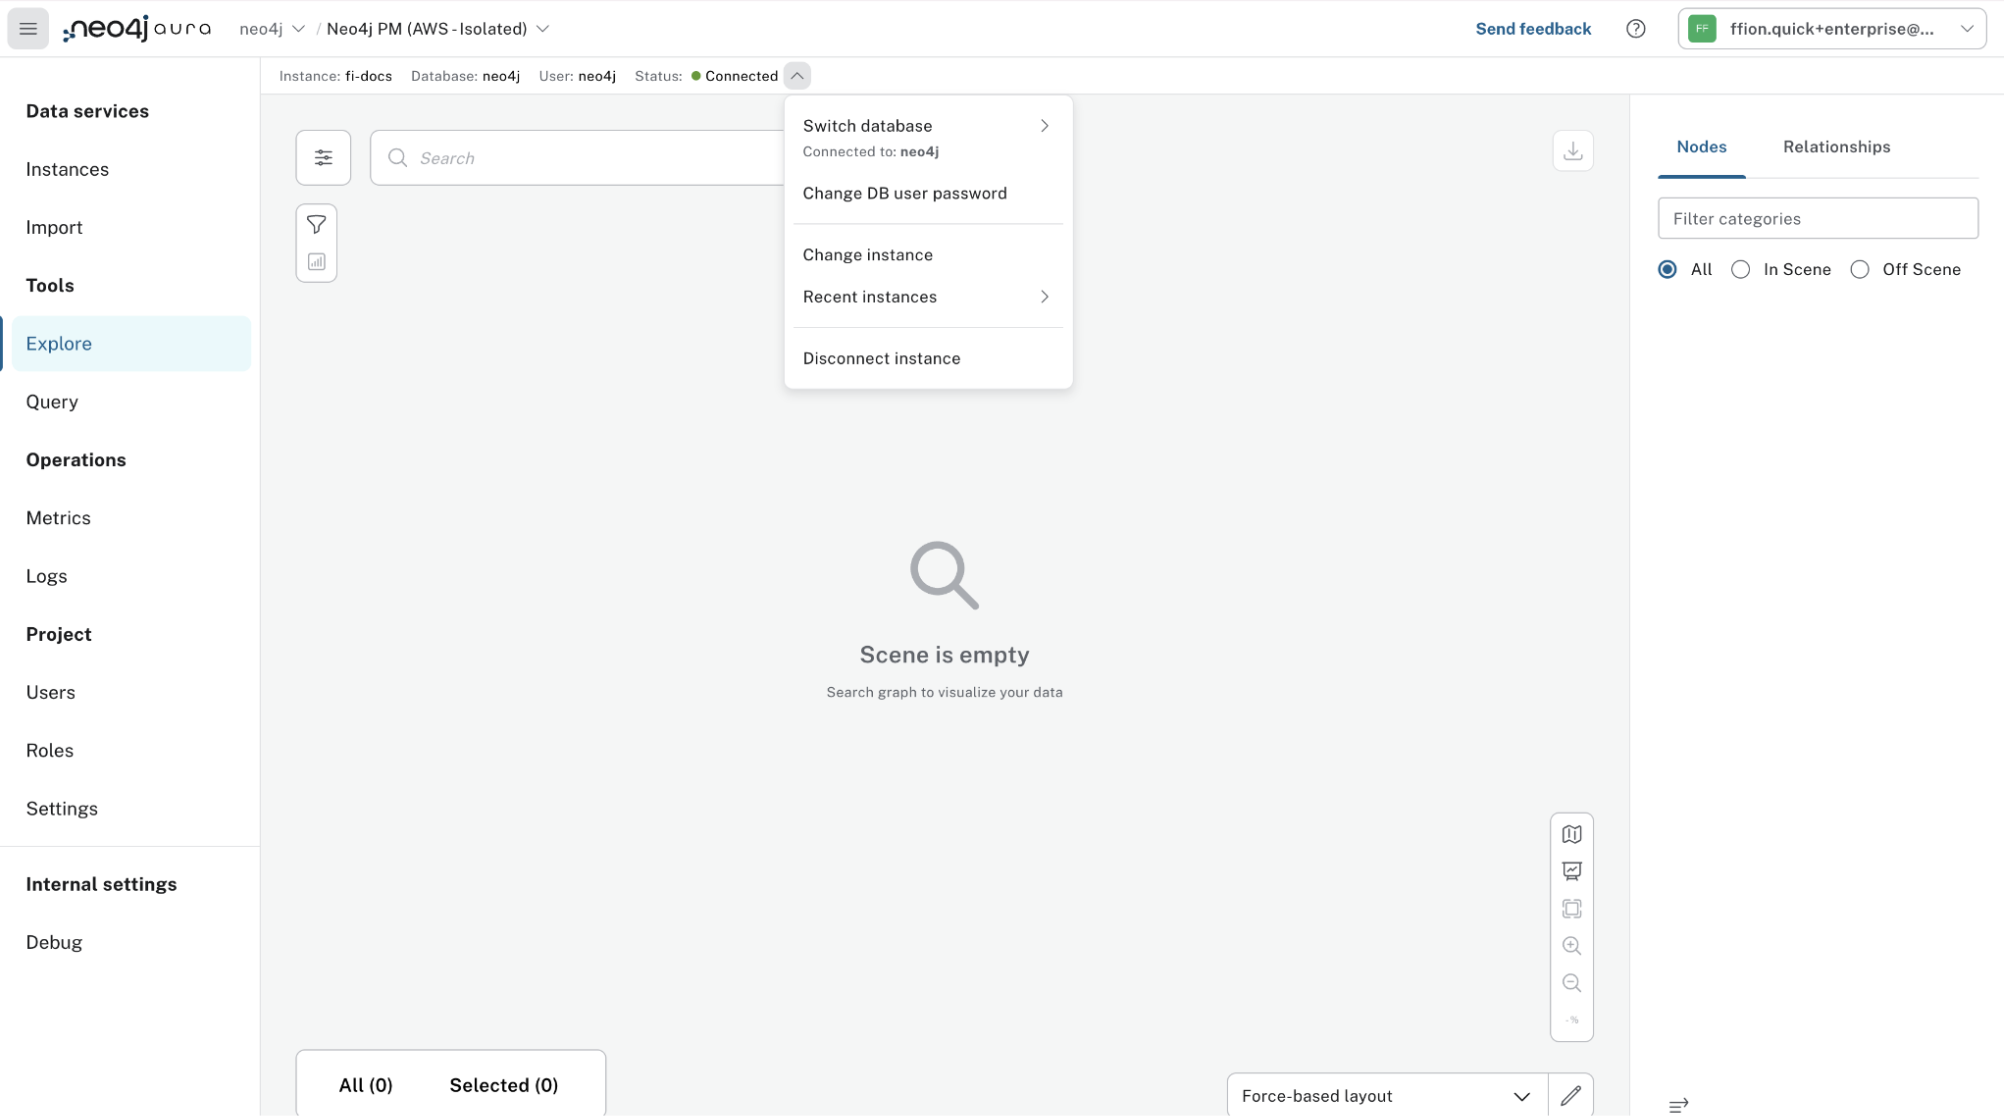 neo4j aura
neo4j / Neo4j PM (AWS - Isolated)
Send feedback
FF ffion.quick+enterprise@...
Instance: fi-docs Database: neo4j User: neo4j Status: Connected
Data services
Instances
Import
Tools
Explore
Query
Operations
Metrics
Logs
Project
Users
Roles
Settings
Internal settings
Debug
Search
Switch database
Connected to: neo4j
Change DB user password
Change instance
Recent instances
Disconnect instance
Scene is empty
Search graph to visualize your data
Nodes Relationships
Filter categories
All In Scene Off Scene
- %
All (0) Selected (0)
Force-based layout